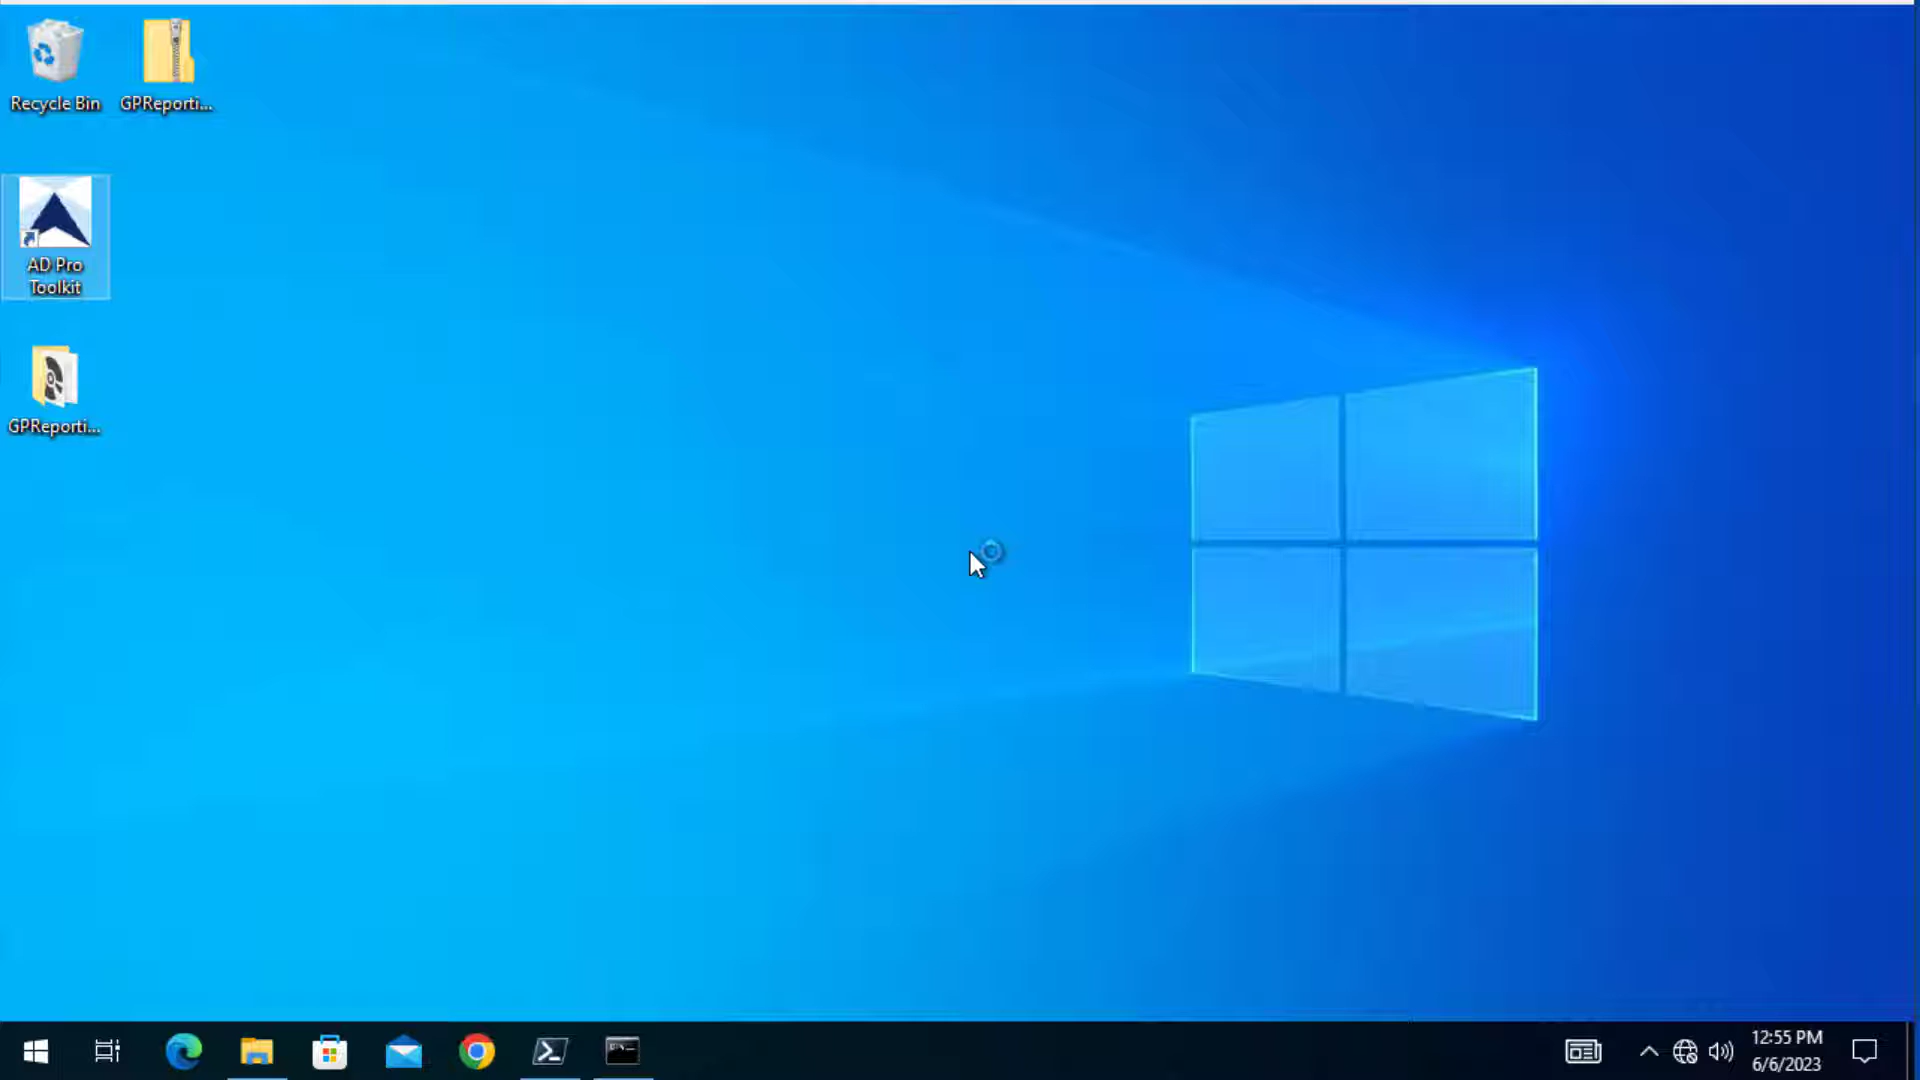 Recycle Bin
GPReporti...
AD Pro
Toolkit
GPReporti...
12:55 PM
6/6/2023